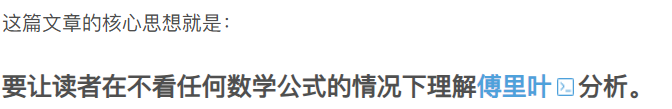 这篇文章的核心思想就是：
要让读者在不看任何数学公式的情况下理解傅里叶分析。